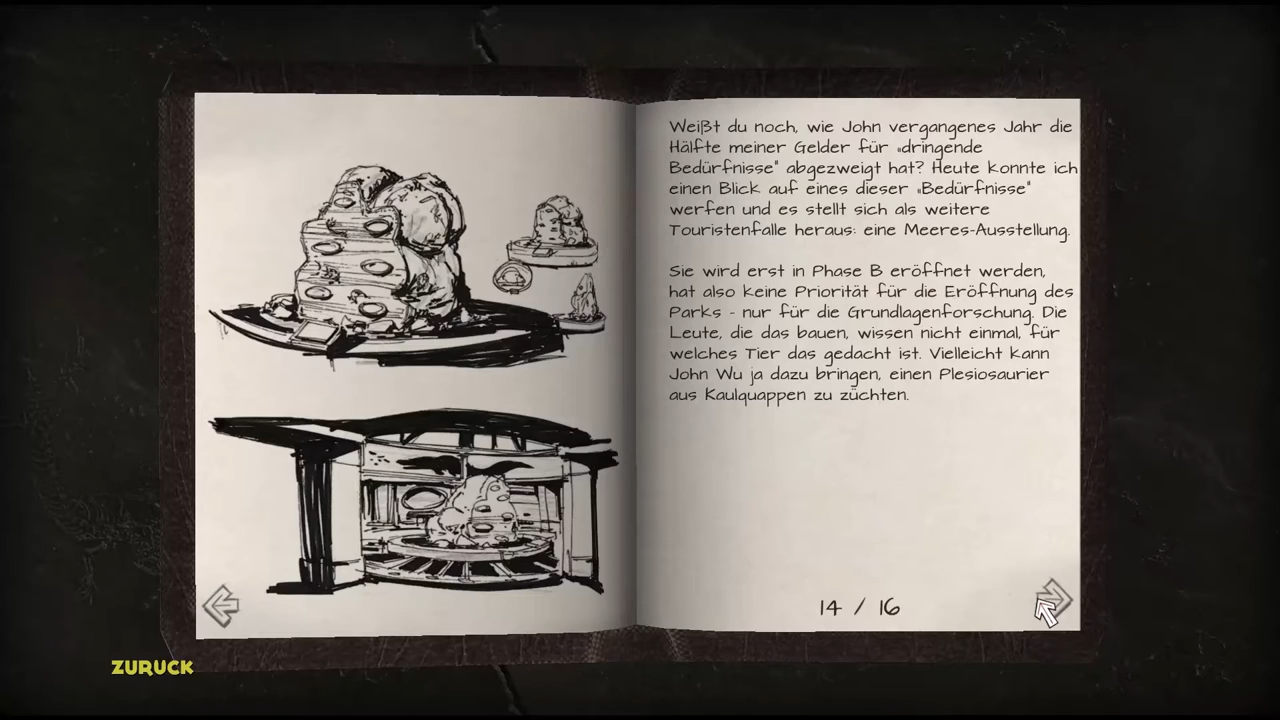 Weißt du noch, wie John vergangenes Jahr die
Hälfte meiner Gelder für „dringende
Bedürfnisse" abgezweigt hat? Heute konnte ich
einen Blick auf eines dieser „Bedürfnisse"
werfen und es stellt sich als weitere
Touristenfalle heraus: eine Meeres-Ausstellung.
Sie wird erst in Phase B eröffnet werden,
hat also keine Priorität für die Eröffnung des
Parks - nur für die Grundlagenforschung. Die
Leute, die das bauen, wissen nicht einmal, für
welches Tier das gedacht ist. Vielleicht kann
John Wu ja dazu bringen, einen Plesiosaurier
aus Kaulquappen zu züchten.
14 / 16
ZURÜCK